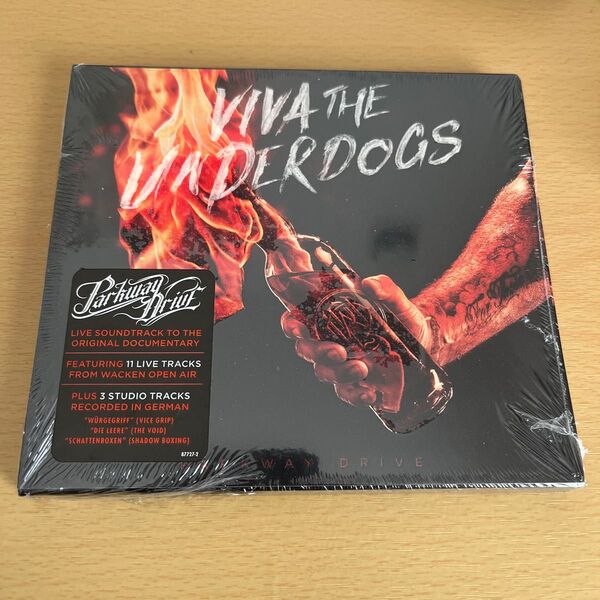 VIVA THE
UNDERDOGS
Parkway
Drive
LIVE SOUNDTRACK TO THE
ORIGINAL DOCUMENTARY
FEATURING 11 LIVE TRACKS
FROM WACKEN OPEN AIR
PLUS 3 STUDIO TRACKS
RECORDED IN GERMAN
"WÜRGEGRIFF" (VICE GRIP)
"DIE LEERE" (THE VOID)
"SCHATTENBOXEN" (SHADOW BOXING)
87727-2
PARKWAY DRIVE